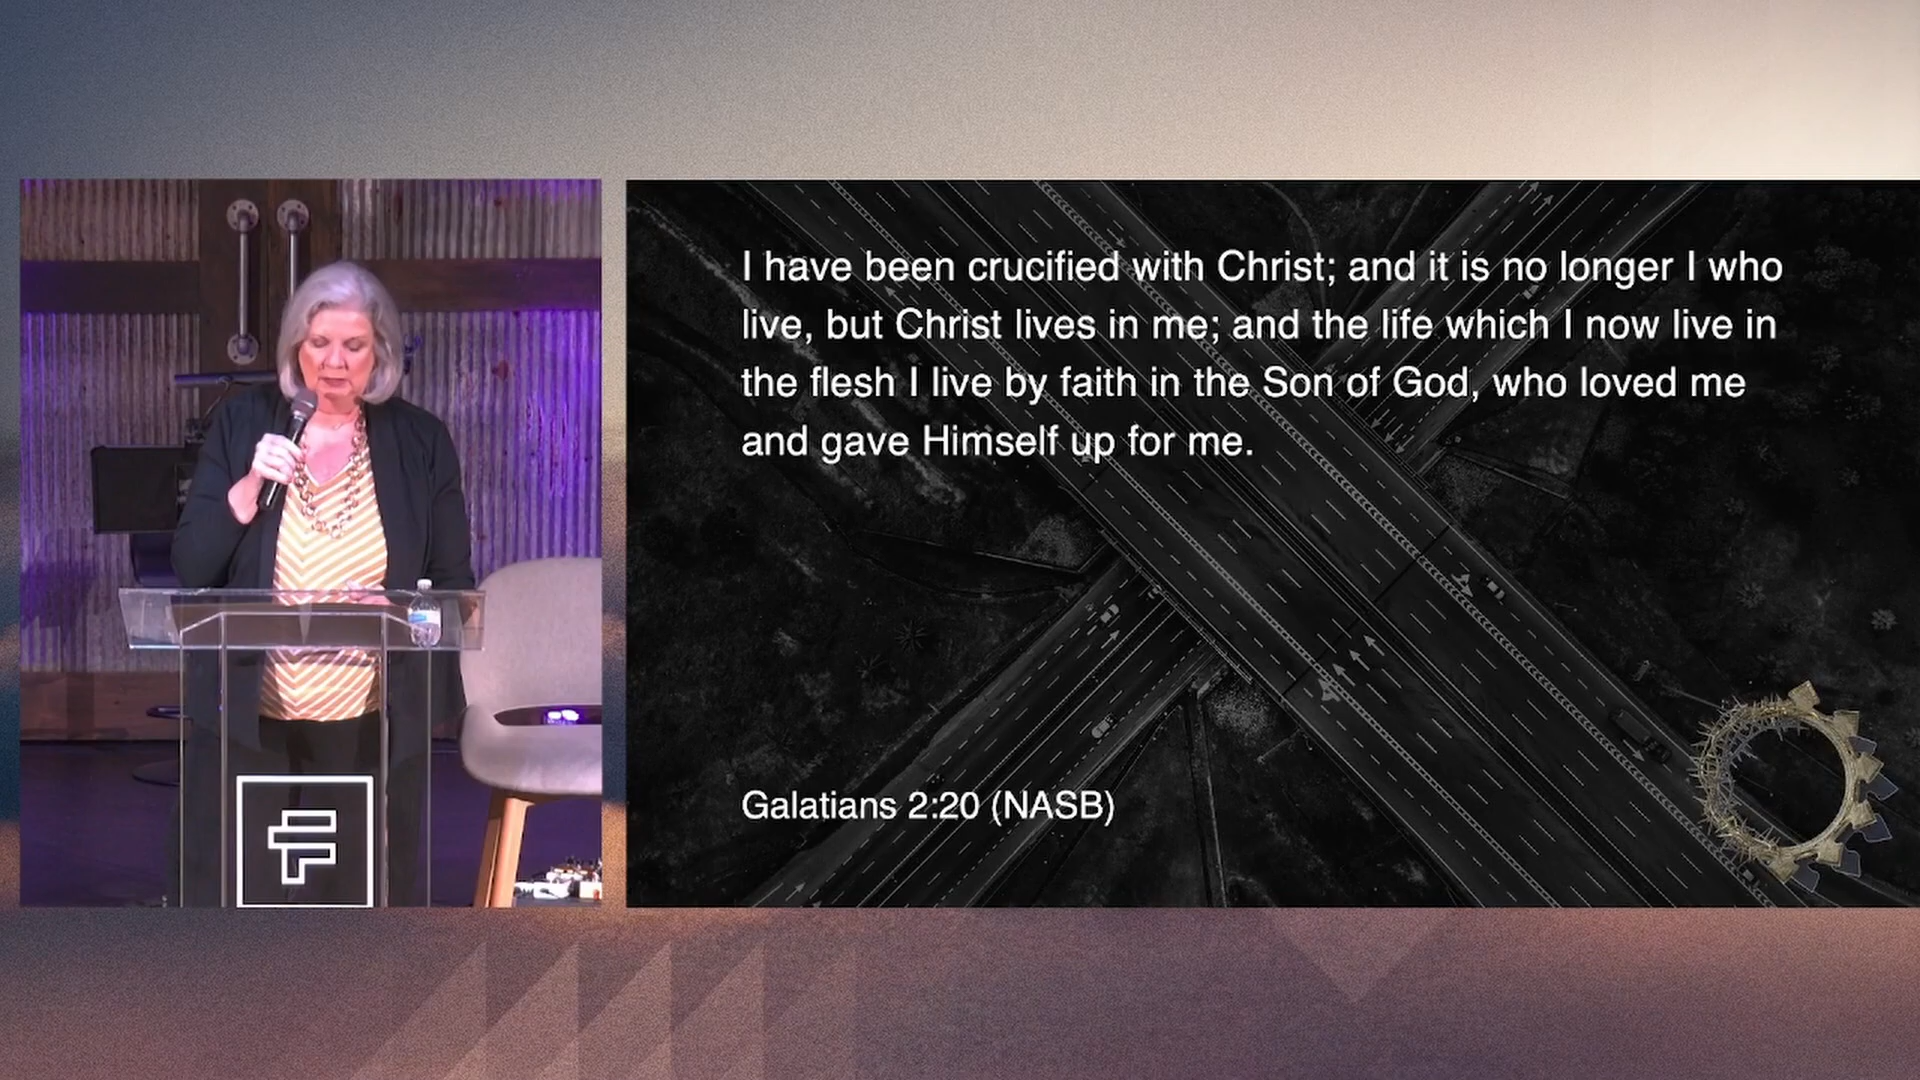 I have been crucified with Christ; and it is no longer I who
live, but Christ lives in me; and the life which I now live in
the flesh I live by faith in the Son of God, who loved me
and gave Himself up for me.
Galatians 2:20 (NASB)